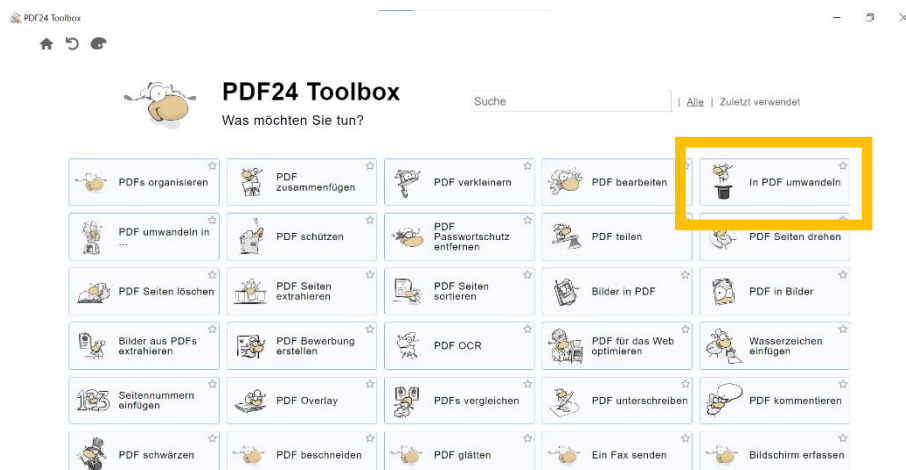 PDF24 Toolbox
PDF24 Toolbox
Was möchten Sie tun?
Suche
| Alle | Zuletzt verwendet
PDFs organisieren
PDF
zusammenfügen
PDF verkleinern
PDF bearbeiten
In PDF umwandeln
PDF umwandeln in
...
PDF schützen
PDF
Passwortschutz
entfernen
PDF teilen
PDF Seiten drehen
PDF Seiten löschen
PDF Seiten
extrahieren
PDF Seiten
sortieren
Bilder in PDF
PDF in Bilder
Bilder aus PDFs
extrahieren
PDF Bewerbung
erstellen
PDF OCR
PDF für das Web
optimieren
Wasserzeichen
einfügen
123
Seitennummern
einfügen
PDF Overlay
PDFs vergleichen
PDF unterschreiben
PDF kommentieren
PDF schwärzen
PDF beschneiden
PDF glätten
Ein Fax senden
Bildschirm erfassen